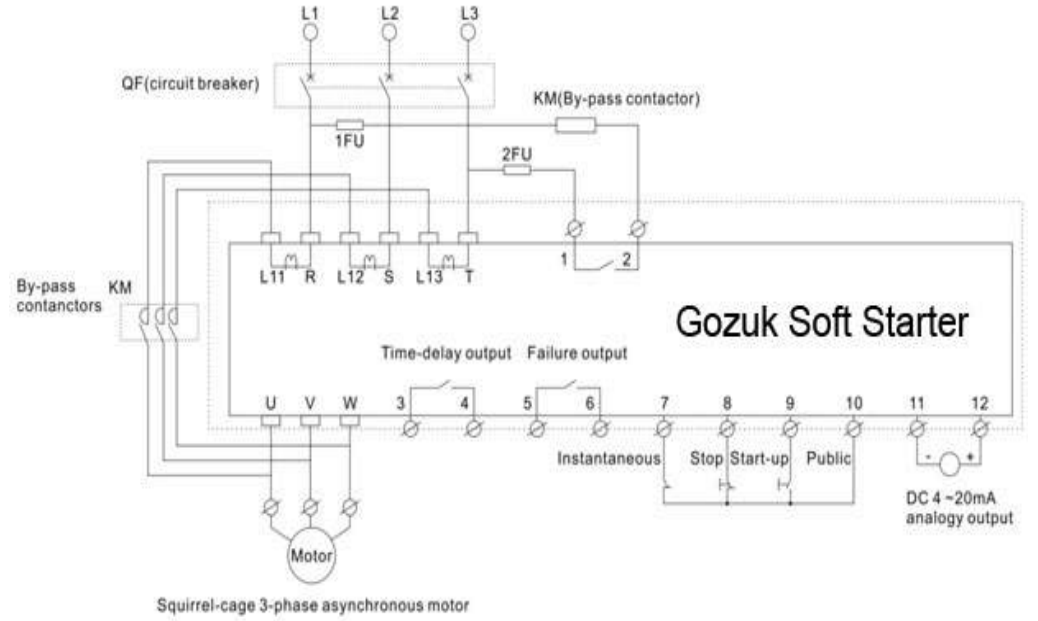 L1 L2 L3
QF(circuit breaker)
KM(By-pass contactor)
1FU
2FU
1 2
L11 R L12 S L13 T
By-pass KM
contanctors
Gozuk Soft Starter
Time-delay output Failure output
U V W 3 4 5 6 7 8 9 10 11 12
Instantaneous Stop Start-up Public - +
DC 4 ~20mA
analogy output
Motor
Squirrel-cage 3-phase asynchronous motor